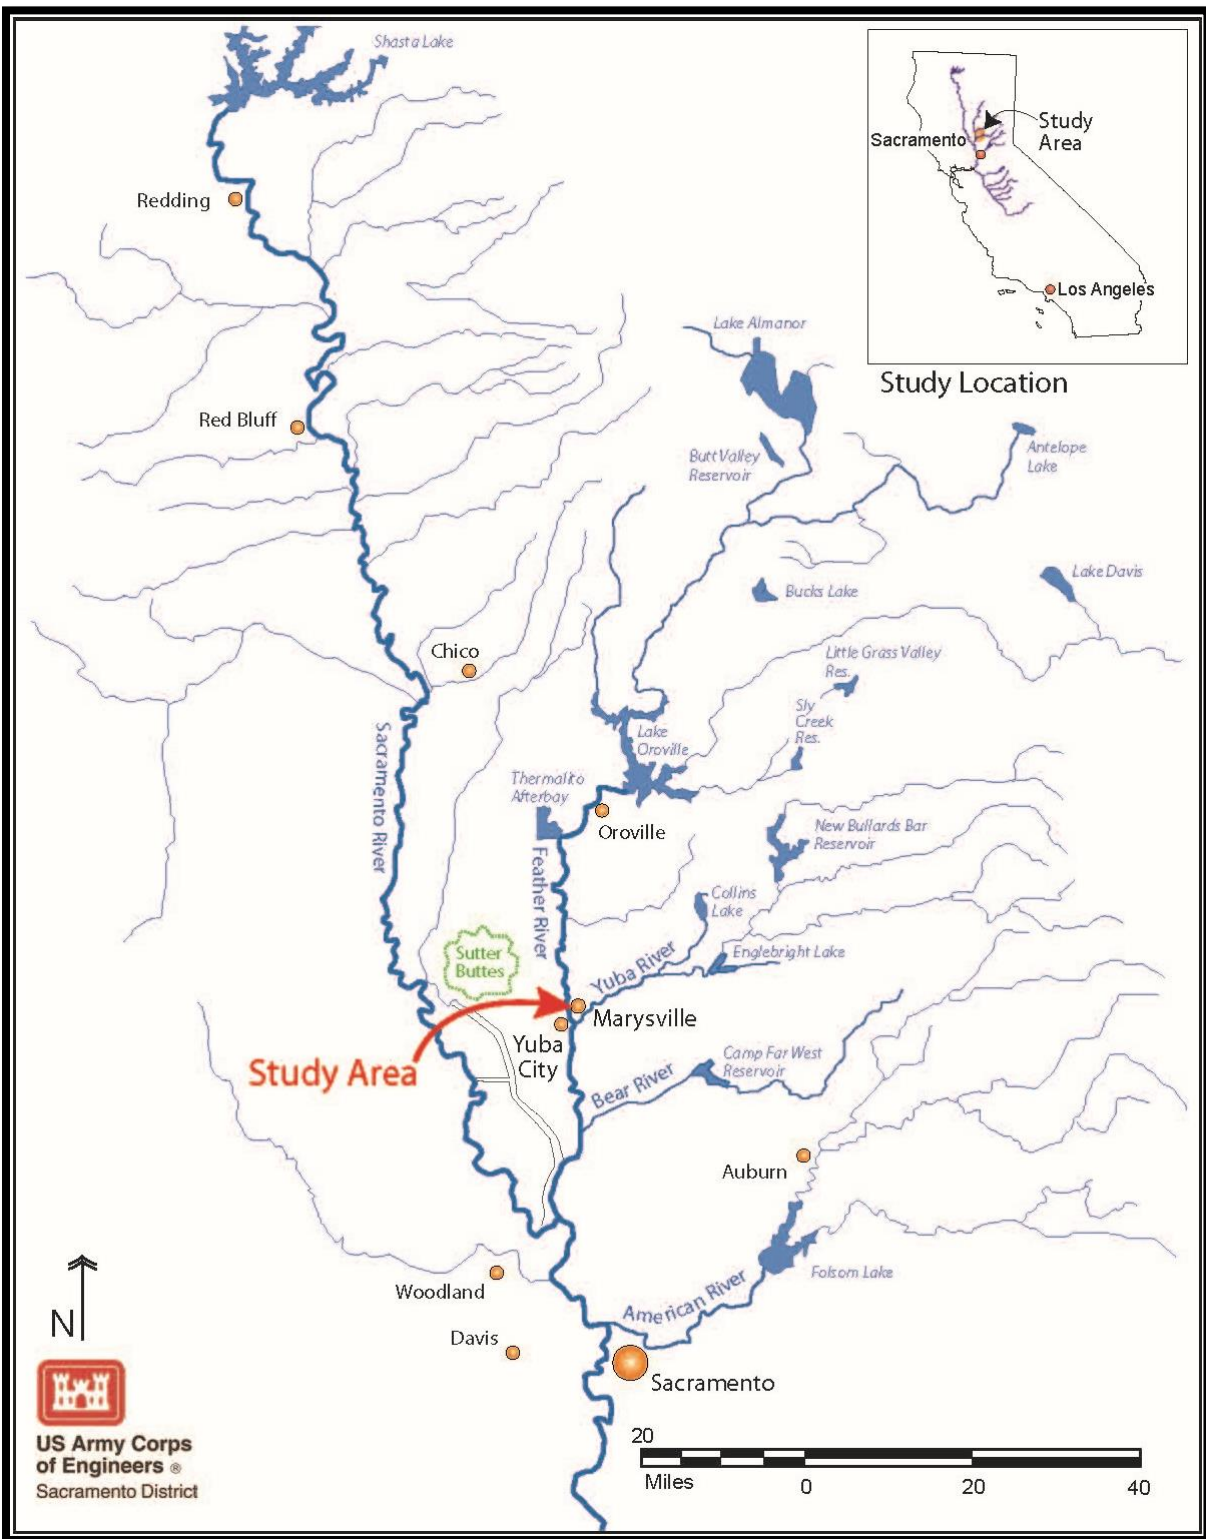 Shasta Lake
Study
Area
Sacramento
Redding
Los Angeles
Lake Almanor
Study Location
Red Bluff
Antelope
Lake
Butt Valley
Reservoir
Lake Davis
Bucks Lake
Chico
Little Grass Valley
Res.
Sly
Creek
Res.
Sacramento River
Lake
Oroville
Thermalito
Afterbay
Oroville
New Bullards Bar
Reservoir
Feather River
Collins
Lake
Sutter
Buttes
Yuba River
Englebright Lake
Marysville
Yuba
City
Study Area
Camp Far West
Reservoir
Bear River
Auburn
Folsom Lake
Woodland
American River
N
Davis
Sacramento
US Army Corps
of Engineers ®
Sacramento District
20
Miles
0
20
40